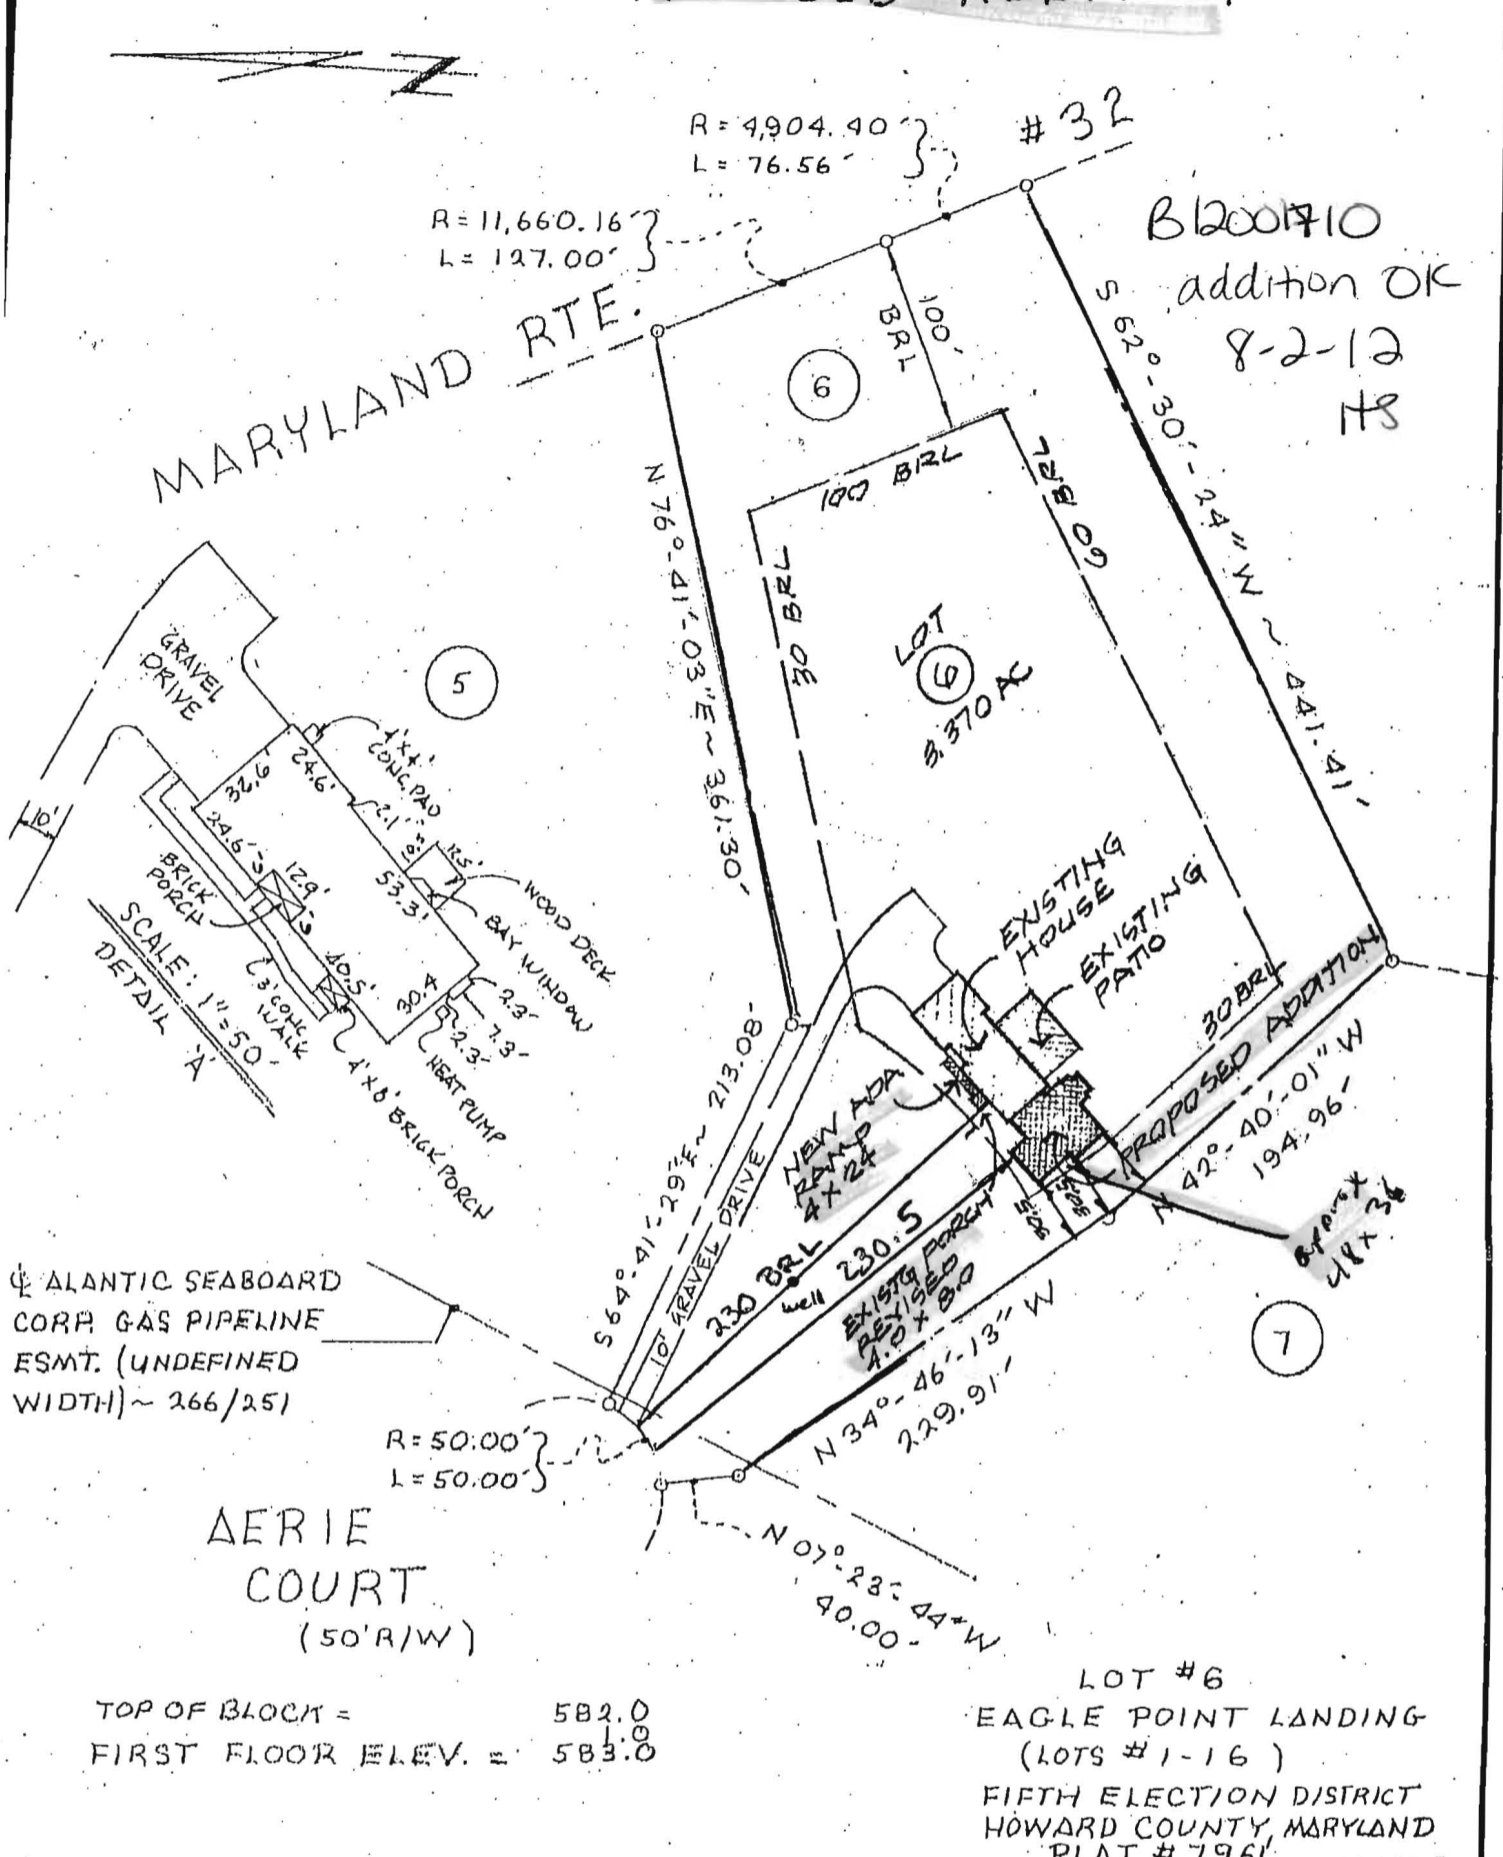 N
R = 4,904.40'
L = 76.56'
# 32
R = 11,660.16'
L = 127.00'
MARYLAND RTE.
B12001710
addition OK
8-2-12
HS
100'
BRL
6
S 62°-30'-24" W ~ 441.41'
100 BRL
60 BRL
N 76°-41'-03" E ~ 361.30'
30 BRL
LOT
6
3.370 AC
5
GRAVEL
DRIVE
4'x4'
CONC. PAD
32.6
24.6'
2.1
10'
24.6'
12.9'
12.5'
53.3'
BRICK
PORCH
WOOD DECK
BAY WINDOW
40.5'
30.4
2.3'
7.3'
2.3'
HEAT PUMP
3' CONC.
WALK
4'x8' BRICK PORCH
SCALE: 1"=50'
DETAIL 'A'
EXISTING
HOUSE
EXISTING
PATIO
30 BRL
PROPOSED ADDITION
N 42°-40'-01" W
194.96'
S 64°-41'-29" E ~ 213.08'
NEW ADA
RAMP
4 x 24
10' GRAVEL DRIVE
230 BRL
230.5
well
EXIST'G PORCH
REVISED
4.0 x 8.0
approx
48 x 36
N 34°-46'-13" W
229.91'
7
℄ ALANTIC SEABOARD
CORP. GAS PIPELINE
ESMT. (UNDEFINED
WIDTH) ~ 266/251
R = 50.00'
L = 50.00'
N 07°-23'-44" W
40.00'
AERIE
COURT
(50' R/W)
TOP OF BLOCK = 582.0
1.0
FIRST FLOOR ELEV. = 583.0
LOT #6
EAGLE POINT LANDING
(LOTS # 1-16)
FIFTH ELECTION DISTRICT
HOWARD COUNTY, MARYLAND
PLAT # 7961